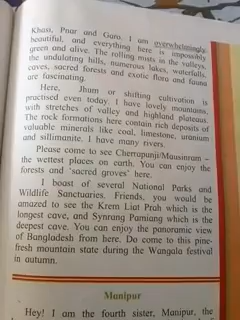 Khasi, Pnar and Garo. I am overwhelmingly
beautiful, and everything here is impossibly
green and alive. The rolling mists in the valleys,
the undulating hills, numerous lakes, waterfalls,
caves, sacred forests and exotic flora and fauna
are fascinating.
Here, Jhum or shifting cultivation is
practised even today. I have lovely mountains,
with stretches of valley and highland plateaus.
The rock formations here contain rich deposits of
valuable minerals like coal, limestone, uranium
and sillimanite. I have many rivers.
Please come to see Cherrapunji/Mausinram –
the wettest places on earth. You can enjoy the
forests and 'sacred groves' here.
I boast of several National Parks and
Wildlife Sanctuaries. Friends, you would be
amazed to see the Krem Liat Prah which is the
longest cave, and Synrang Pamiang which is the
deepest cave. You can enjoy the panoramic view
of Bangladesh from here. Do come to this pine-
fresh mountain state during the Wangala festival
in autumn.
Manipur
Hey! I am the fourth sister, Manipur, the